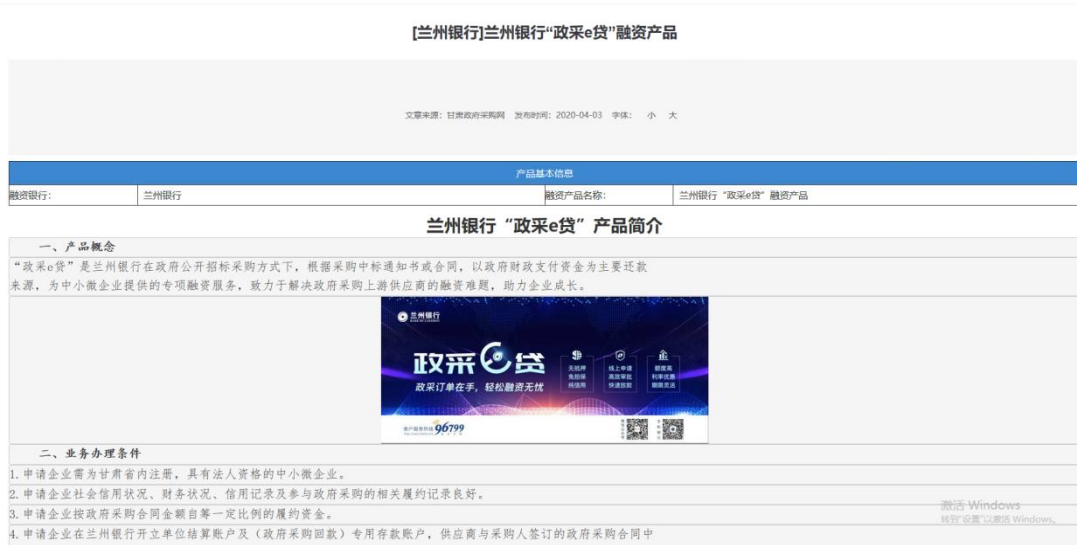 [兰州银行]兰州银行“政采e贷”融资产品
文章来源：甘肃政府采购网 发布时间：2020-04-03 字体： 小 大
产品基本信息
融资银行： 兰州银行 融资产品名称： 兰州银行“政采e贷”融资产品
兰州银行“政采e贷”产品简介
一、产品概念
“政采e贷”是兰州银行在政府公开招标采购方式下，根据采购中标通知书或合同，以政府财政支付资金为主要还款
来源，为中小微企业提供的专项融资服务，致力于解决政府采购上游供应商的融资难题，助力企业成长。
兰州银行
政采e贷
政采订单在手，轻松融资无忧
无抵押 线上申请 额度高
免担保 高效审批 利率优惠
纯信用 快速放款 期限灵活
96799
二、业务办理条件
1.申请企业需为甘肃省内注册，具有法人资格的中小微企业。
2.申请企业社会信用状况、财务状况、信用记录及参与政府采购的相关履约记录良好。
3.申请企业按政府采购合同金额自筹一定比例的履约资金。
4.申请企业在兰州银行开立单位结算账户及（政府采购回款）专用存款账户，供应商与采购人签订的政府采购合同中
激活 Windows
转到“设置”以激活 Windows。